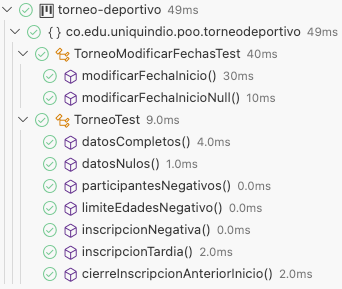 torneo-deportivo 49ms
{ } co.edu.uniquindio.poo.torneodeportivo 49ms
TorneoModificarFechasTest 40ms
modificarFechaInicio() 30ms
modificarFechaInicioNull() 10ms
TorneoTest 9.0ms
datosCompletos() 4.0ms
datosNulos() 1.0ms
participantesNegativos() 0.0ms
limiteEdadesNegativo() 0.0ms
inscripcionNegativa() 0.0ms
inscripcionTardia() 2.0ms
cierreInscripcionAnteriorInicio() 2.0ms